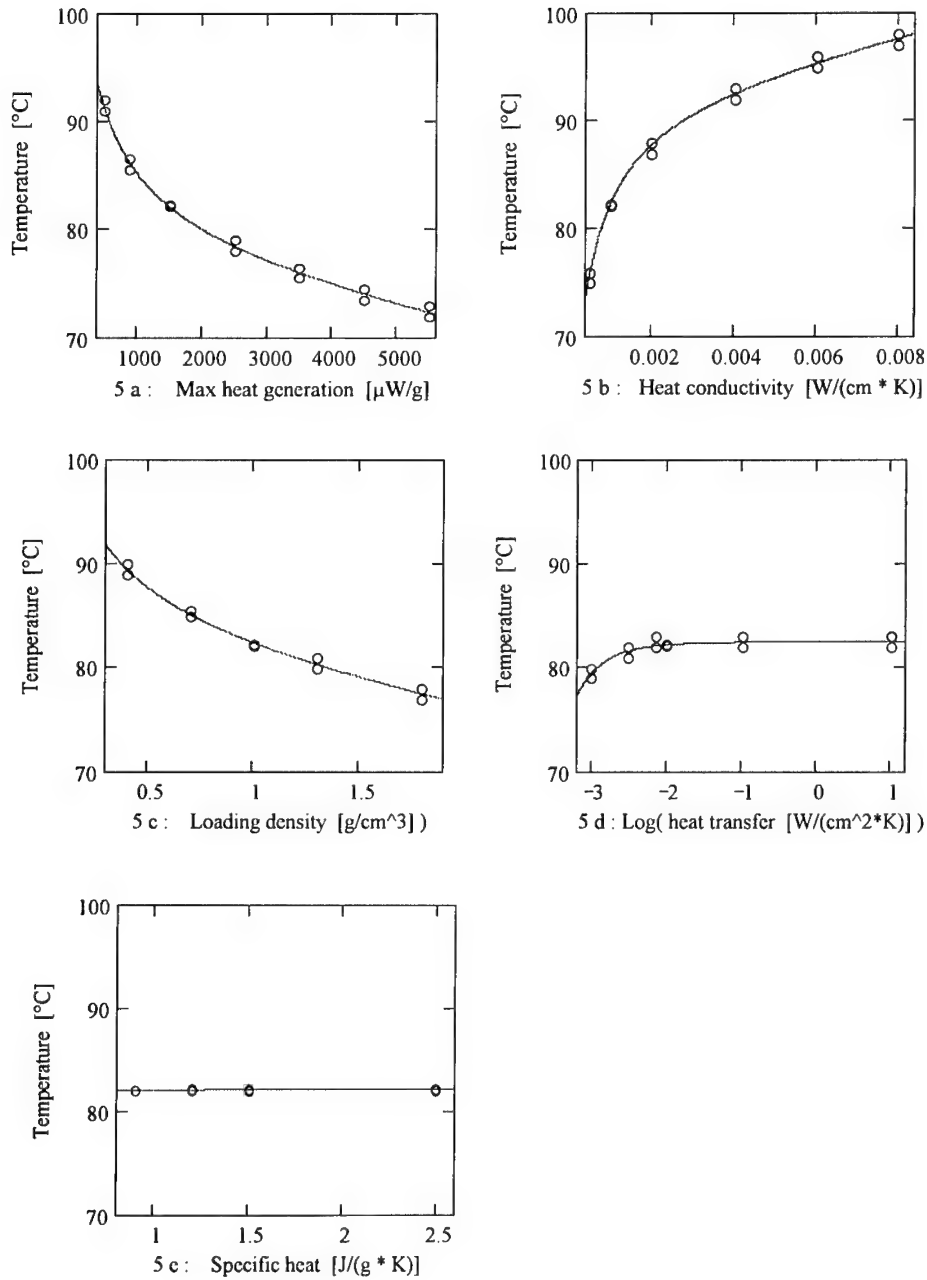 100
90
80
70
Temperature [°C]
1000 2000 3000 4000 5000
5 a : Max heat generation [µW/g]
100
90
80
70
Temperature [°C]
0.002 0.004 0.006 0.008
5 b : Heat conductivity [W/(cm * K)]
100
90
80
70
Temperature [°C]
0.5 1 1.5
5 c : Loading density [g/cm^3] )
100
90
80
70
Temperature [°C]
−3 −2 −1 0 1
5 d : Log( heat transfer [W/(cm^2*K)] )
100
90
80
70
Temperature [°C]
1 1.5 2 2.5
5 e : Specific heat [J/(g * K)]